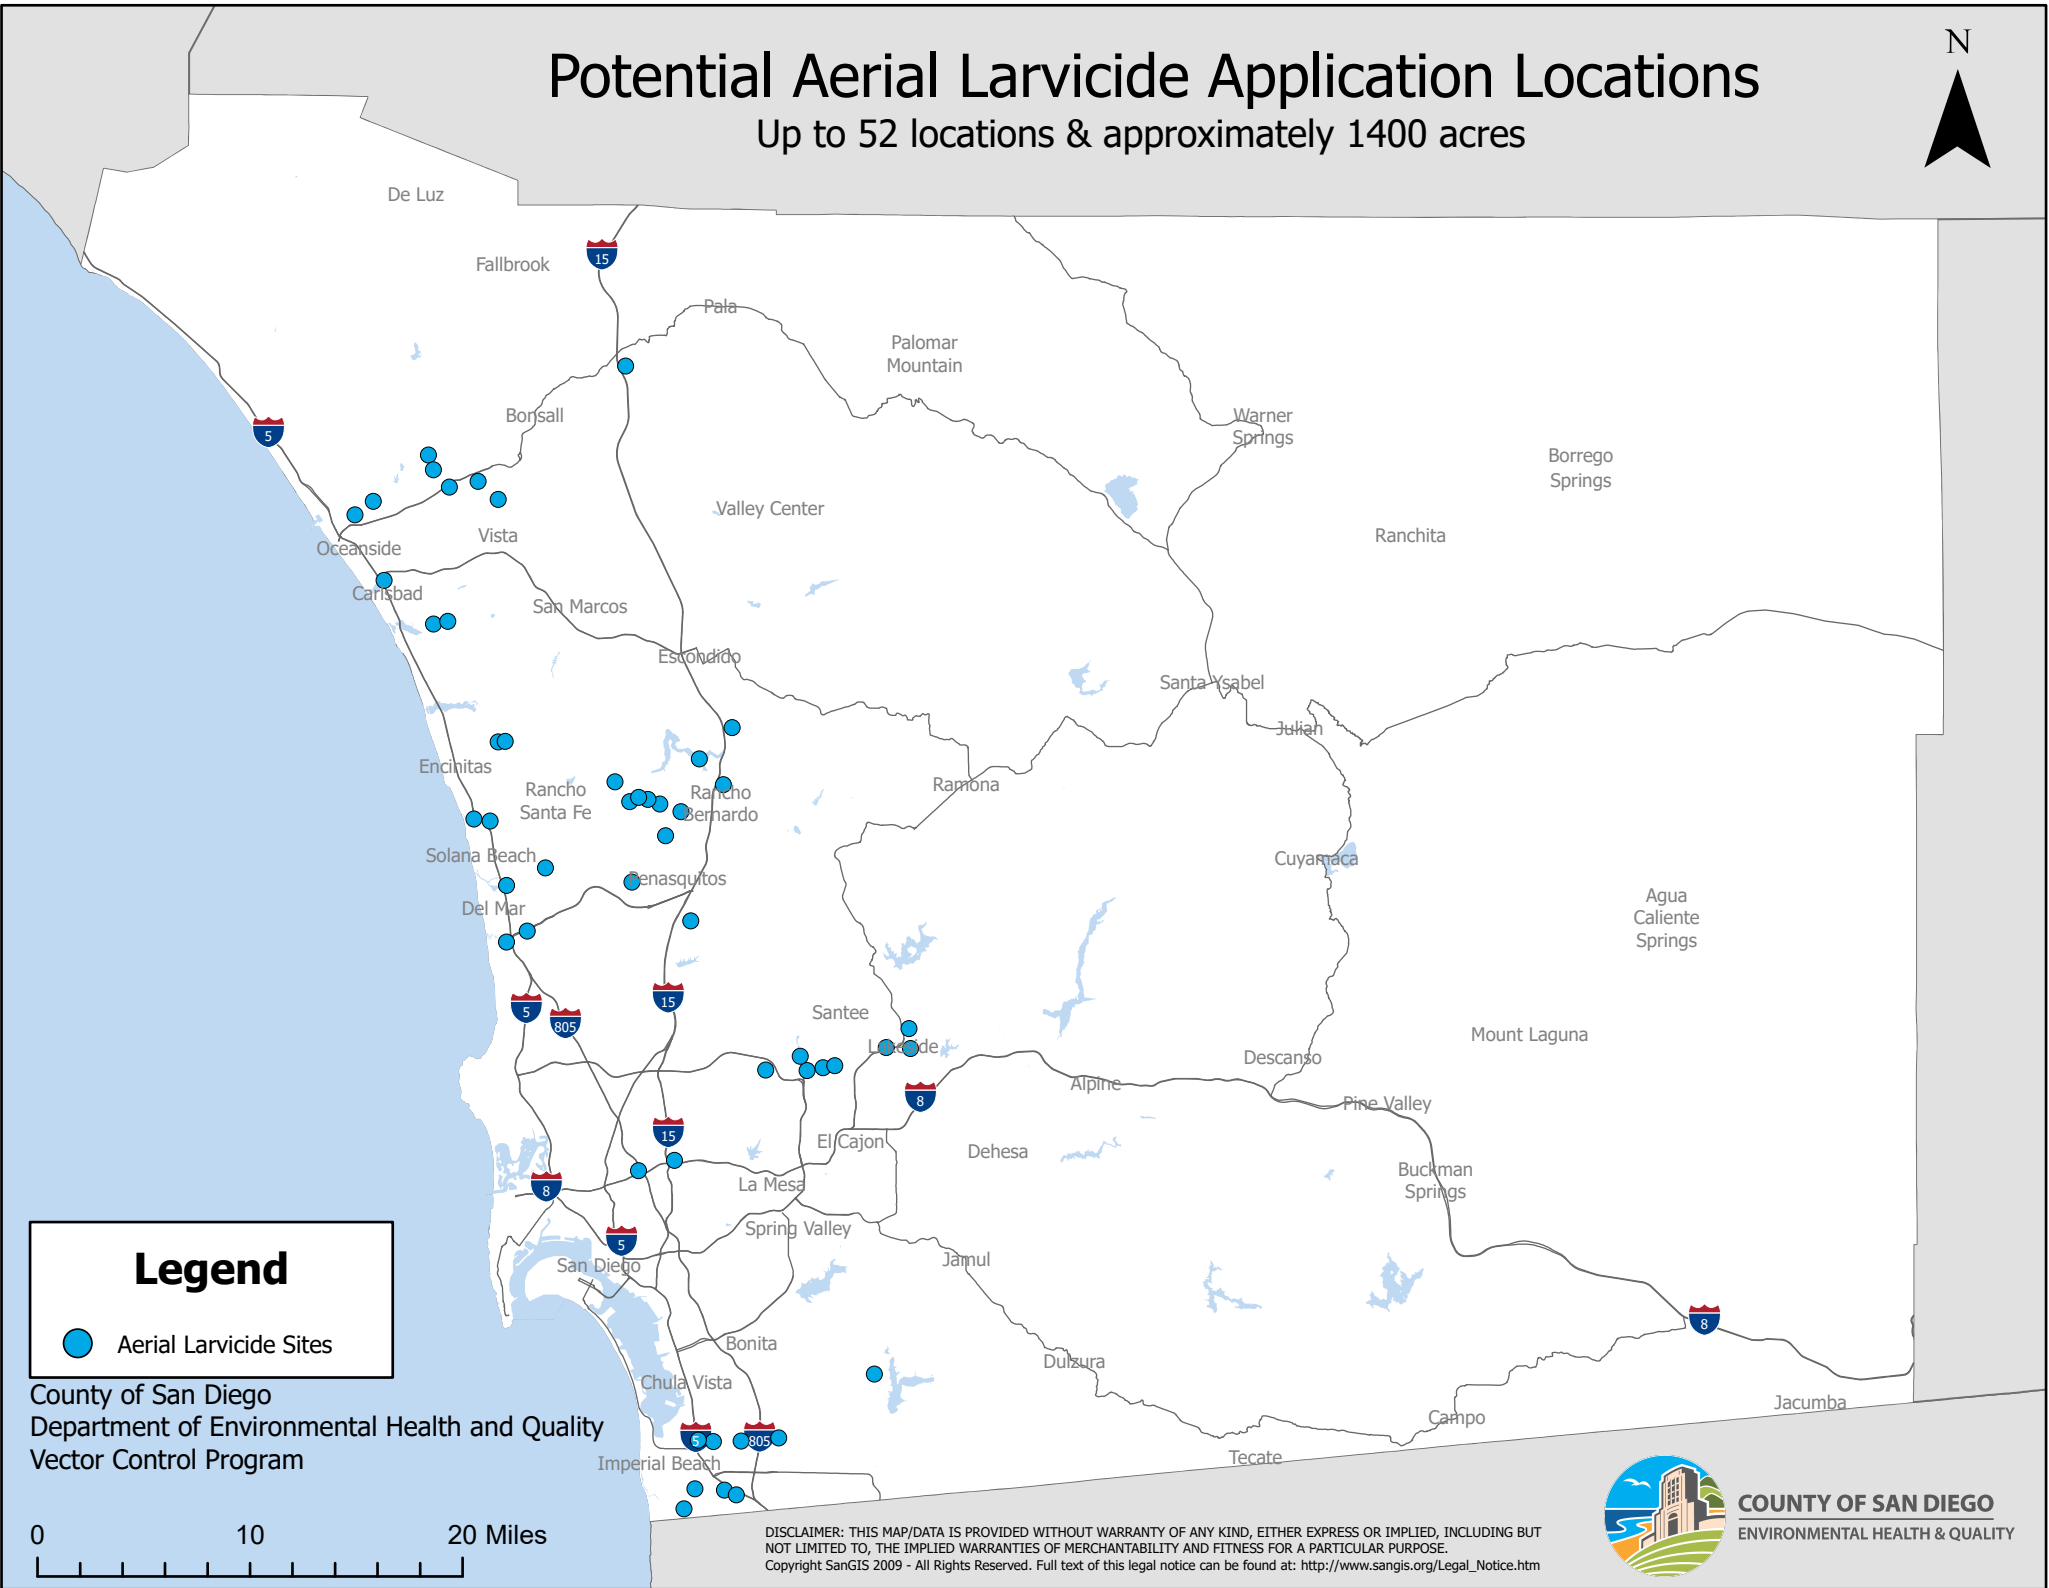 Potential Aerial Larvicide Application Locations
Up to 52 locations & approximately 1400 acres
N
De Luz
Fallbrook
15
Pala
Palomar
Mountain
Bonsall
5
Warner
Springs
Borrego
Springs
Valley Center
Ranchita
Vista
Oceanside
Carlsbad
San Marcos
Escondido
Santa Ysabel
Julian
Encinitas
Rancho
Santa Fe
Rancho
Bernardo
Ramona
Solana Beach
Cuyamaca
Penasquitos
Del Mar
Agua
Caliente
Springs
5
805
15
Santee
Lakeside
Mount Laguna
Descanso
Alpine
8
Pine Valley
15
El Cajon
Dehesa
8
La Mesa
Buckman
Springs
Spring Valley
5
San Diego
Jamul
8
Bonita
Dulzura
Chula Vista
Jacumba
Campo
5
805
Imperial Beach
Tecate
Legend
Aerial Larvicide Sites
County of San Diego
Department of Environmental Health and Quality
Vector Control Program
0 10 20 Miles
DISCLAIMER: THIS MAP/DATA IS PROVIDED WITHOUT WARRANTY OF ANY KIND, EITHER EXPRESS OR IMPLIED, INCLUDING BUT
NOT LIMITED TO, THE IMPLIED WARRANTIES OF MERCHANTABILITY AND FITNESS FOR A PARTICULAR PURPOSE.
Copyright SanGIS 2009 - All Rights Reserved. Full text of this legal notice can be found at: http://www.sangis.org/Legal_Notice.htm
COUNTY OF SAN DIEGO
ENVIRONMENTAL HEALTH & QUALITY